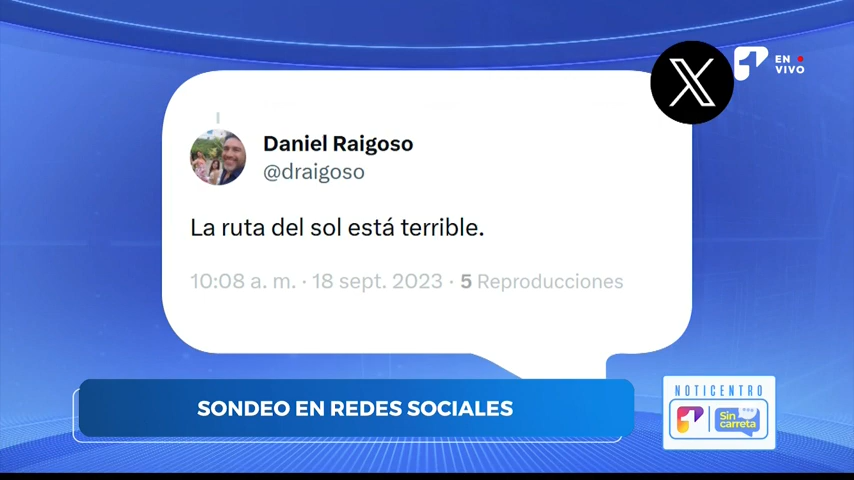 EN
VIVO
Daniel Raigoso
@draigoso
La ruta del sol está terrible.
10:08 a. m. · 18 sept. 2023 · 5 Reproducciones
SONDEO EN REDES SOCIALES
NOTICENTRO
1
Sin
carreta